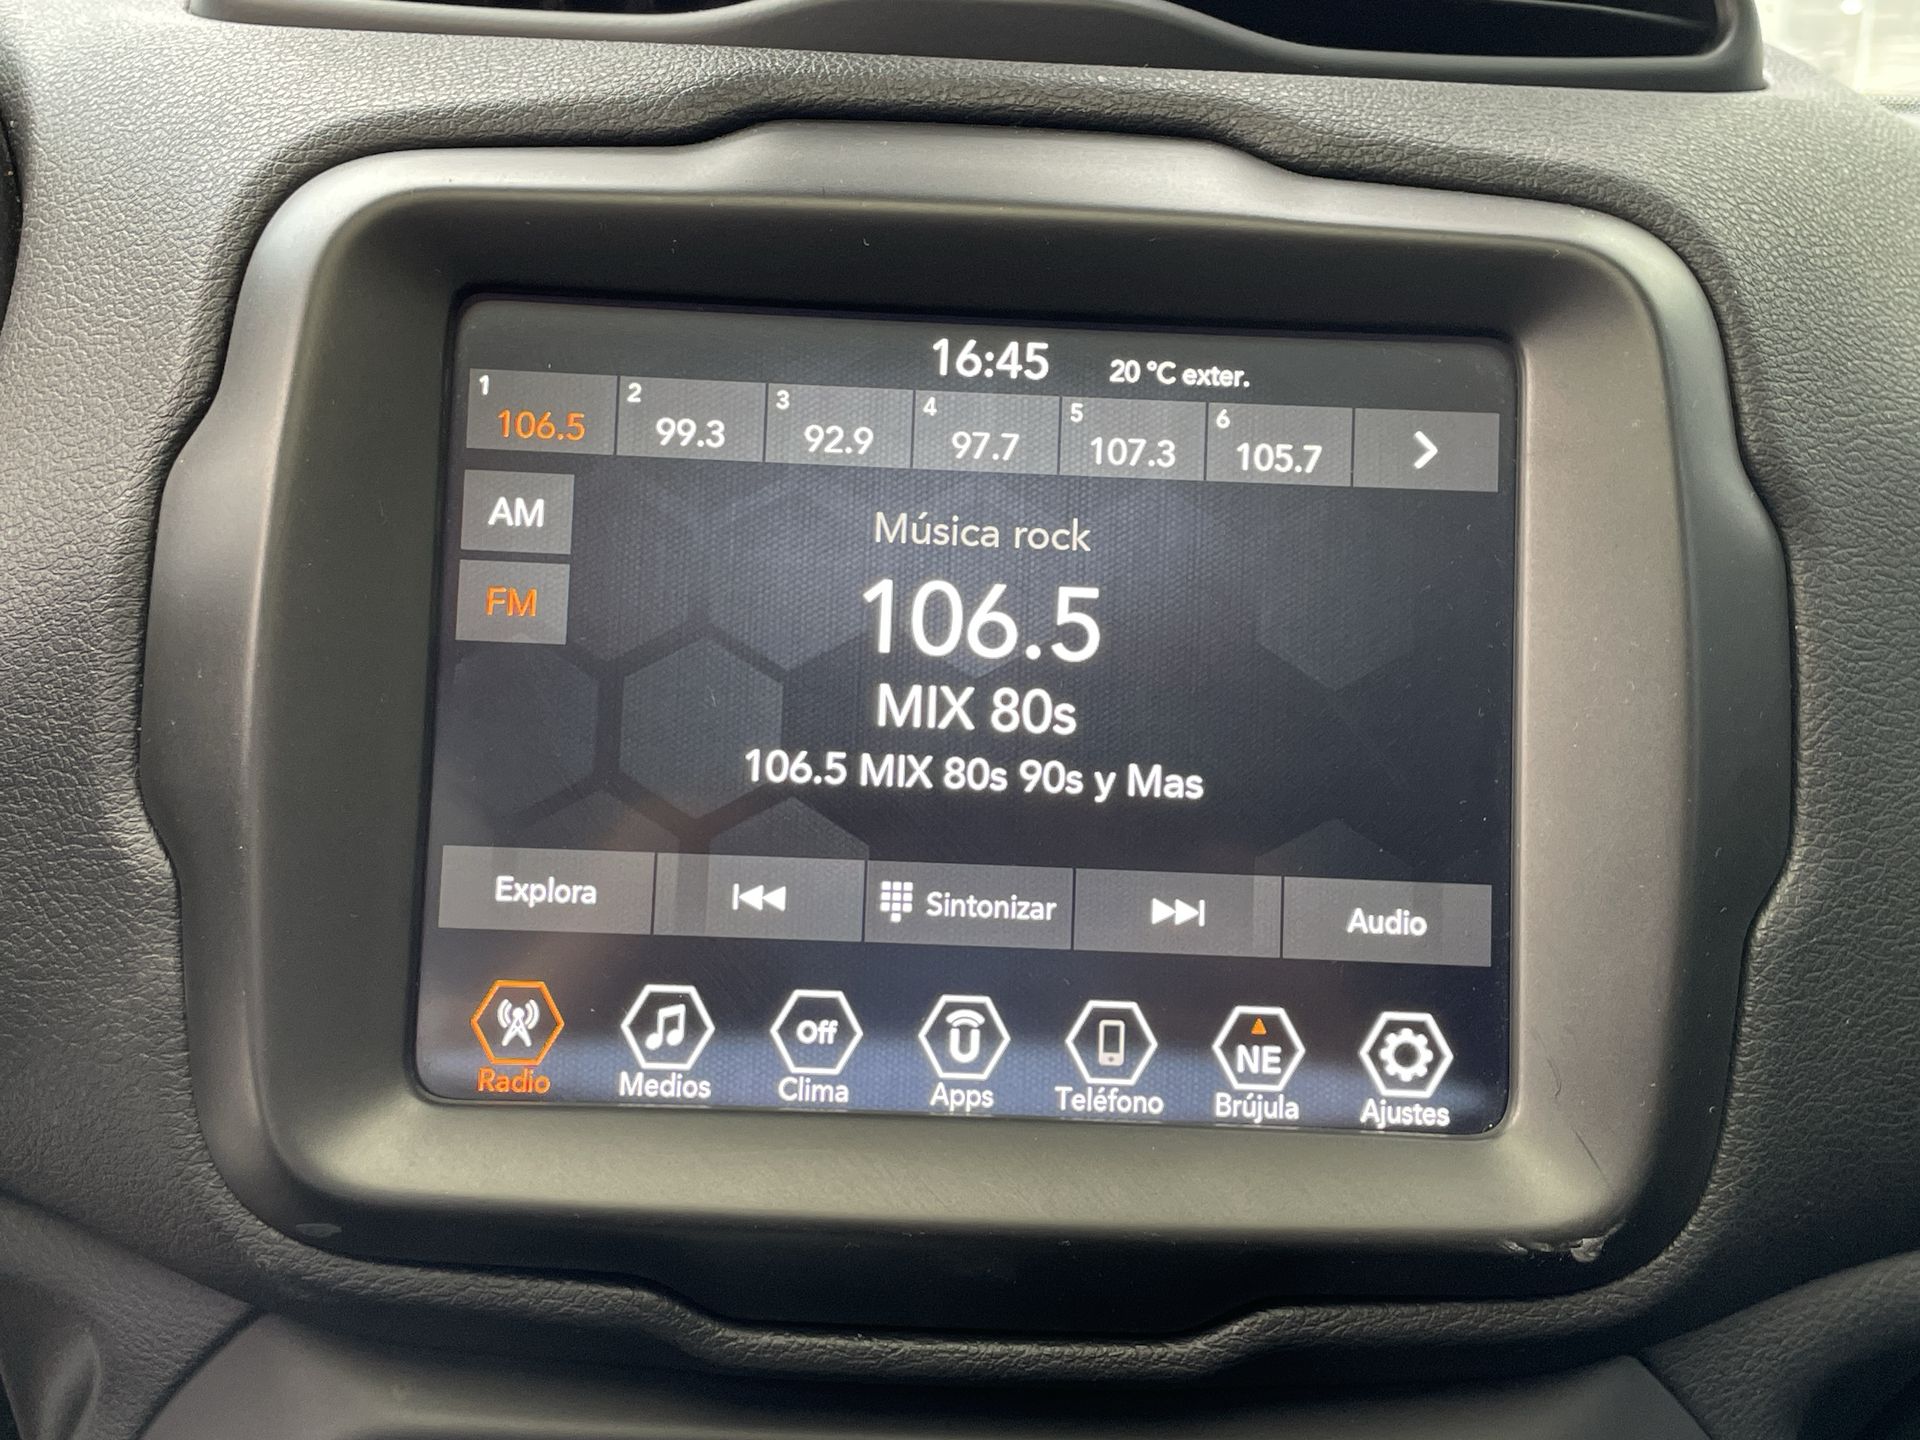 16:45 20 °C exter.
1 106.5 2 99.3 3 92.9 4 97.7 5 107.3 6 105.7
AM
FM
Música rock
106.5
MIX 80s
106.5 MIX 80s 90s y Mas
Explora Sintonizar Audio
Off U NE
Radio Medios Clima Apps Teléfono Brújula Ajustes